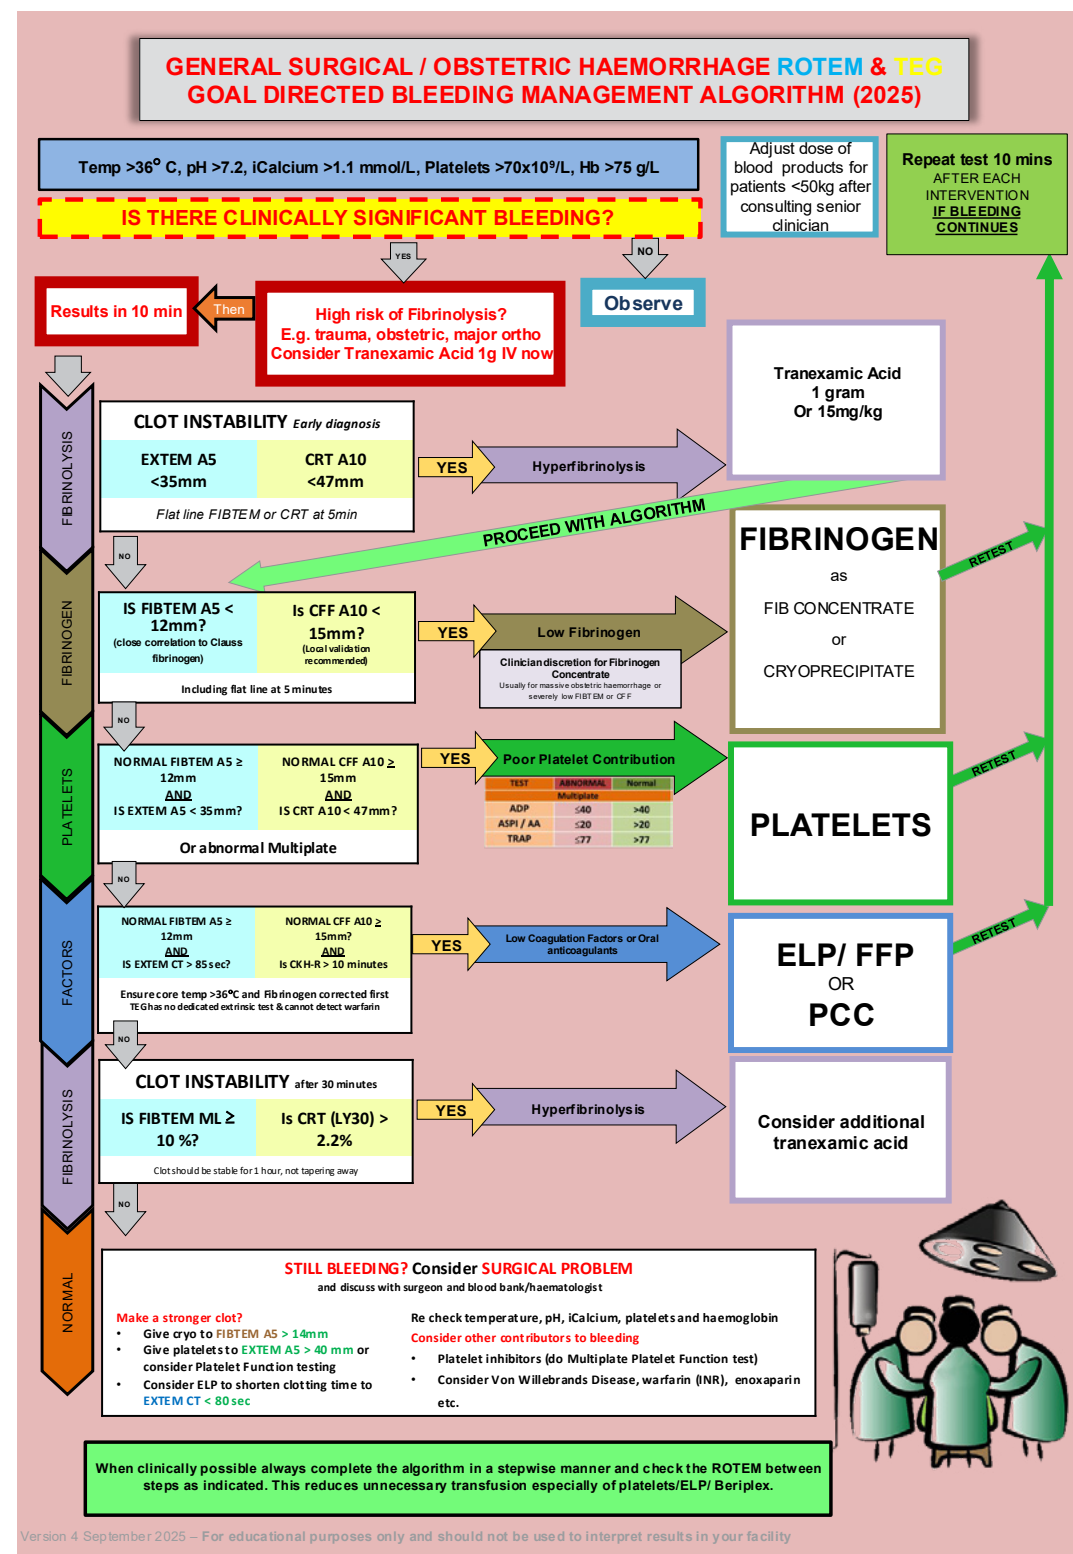 GENERAL SURGICAL / OBSTETRIC HAEMORRHAGE ROTEM & TEG
GOAL DIRECTED BLEEDING MANAGEMENT ALGORITHM (2025)
Temp >36° C, pH >7.2, iCalcium >1.1 mmol/L, Platelets >70x10⁹/L, Hb >75 g/L
Adjust dose of
blood products for
patients <50kg after
consulting senior
clinician
Repeat test 10 mins
AFTER EACH
INTERVENTION
IF BLEEDING
CONTINUES
IS THERE CLINICALLY SIGNIFICANT BLEEDING?
YES
NO
Results in 10 min
Then
High risk of Fibrinolysis?
E.g. trauma, obstetric, major ortho
Consider Tranexamic Acid 1g IV now
Observe
FIBRINOLYSIS
CLOT INSTABILITY Early diagnosis
EXTEM A5
<35mm
CRT A10
<47mm
Flat line FIBTEM or CRT at 5min
YES
Hyperfibrinolysis
Tranexamic Acid
1 gram
Or 15mg/kg
PROCEED WITH ALGORITHM
NO
FIBRINOGEN
IS FIBTEM A5 <
12mm?
(close correlation to Clauss
fibrinogen)
Is CFF A10 <
15mm?
(Local validation
recommended)
Including flat line at 5 minutes
YES
Low Fibrinogen
Clinician discretion for Fibrinogen
Concentrate
Usually for massive obstetric haemorrhage or
severely low FIBTEM or CFF
FIBRINOGEN
as
FIB CONCENTRATE
or
CRYOPRECIPITATE
RETEST
NO
PLATELETS
NORMAL FIBTEM A5 ≥
12mm
AND
IS EXTEM A5 < 35mm?
NORMAL CFF A10 ≥
15mm
AND
IS CRT A10 < 47mm?
Or abnormal Multiplate
YES
Poor Platelet Contribution
TEST ABNORMAL Normal
Multiplate
ADP ≤40 >40
ASPI / AA ≤20 >20
TRAP ≤77 >77
PLATELETS
RETEST
NO
FACTORS
NORMAL FIBTEM A5 ≥
12mm
AND
IS EXTEM CT > 85 sec?
NORMAL CFF A10 ≥
15mm?
AND
Is CKH-R > 10 minutes
Ensure core temp >36°C and Fibrinogen corrected first
TEG has no dedicated extrinsic test & cannot detect warfarin
YES
Low Coagulation Factors or Oral
anticoagulants
ELP/ FFP
OR
PCC
RETEST
NO
FIBRINOLYSIS
CLOT INSTABILITY after 30 minutes
IS FIBTEM ML ≥
10 %?
Is CRT (LY30) >
2.2%
Clot should be stable for 1 hour, not tapering away
YES
Hyperfibrinolysis
Consider additional
tranexamic acid
NO
NORMAL
STILL BLEEDING? Consider SURGICAL PROBLEM
and discuss with surgeon and blood bank/haematologist
Make a stronger clot?
• Give cryo to FIBTEM A5 > 14mm
• Give platelets to EXTEM A5 > 40 mm or
consider Platelet Function testing
• Consider ELP to shorten clotting time to
EXTEM CT < 80 sec
Re check temperature, pH, iCalcium, platelets and haemoglobin
Consider other contributors to bleeding
• Platelet inhibitors (do Multiplate Platelet Function test)
• Consider Von Willebrands Disease, warfarin (INR), enoxaparin
etc.
When clinically possible always complete the algorithm in a stepwise manner and check the ROTEM between
steps as indicated. This reduces unnecessary transfusion especially of platelets/ELP/ Beriplex.
Version 4 September 2025 – For educational purposes only and should not be used to interpret results in your facility